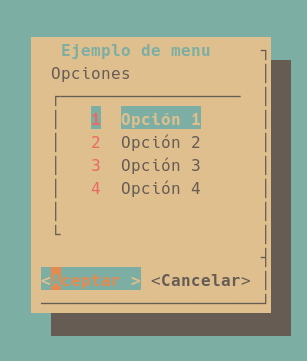 Ejemplo de menu
Opciones
1 Opción 1
2 Opción 2
3 Opción 3
4 Opción 4
<Aceptar > <Cancelar>